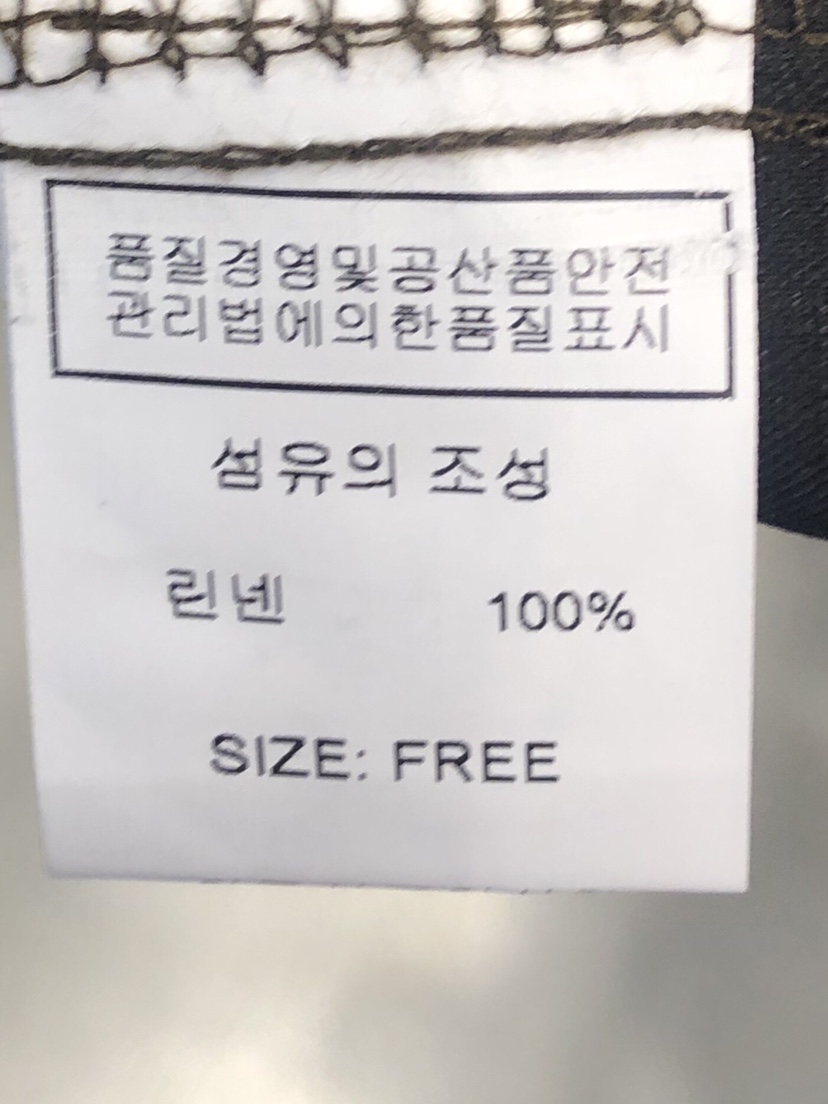 품질경영및공산품안전
관리법에의한품질표시
섬유의 조성
린넨 100%
SIZE: FREE